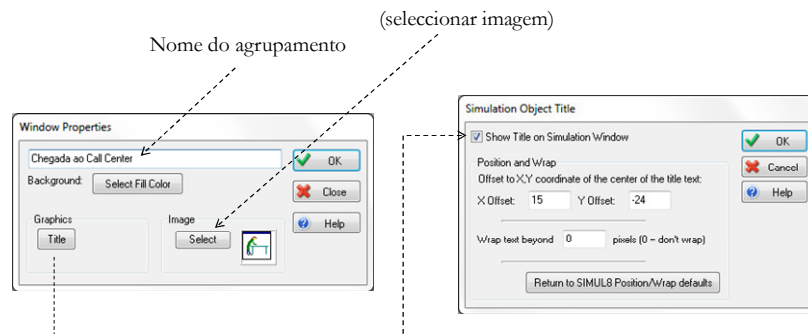 (seleccionar imagem)
Nome do agrupamento
Window Properties
Chegada ao Call Center
OK
Background:
Select Fill Color
Close
Graphics
Image
Help
Title
Select
Simulation Object Title
Show Title on Simulation Window
OK
Position and Wrap
Cancel
Offset to X,Y coordinate of the center of the title text:
Help
X Offset: 15 Y Offset: -24
Wrap text beyond 0 pixels (0 - don't wrap)
Return to SIMUL8 Position/Wrap defaults